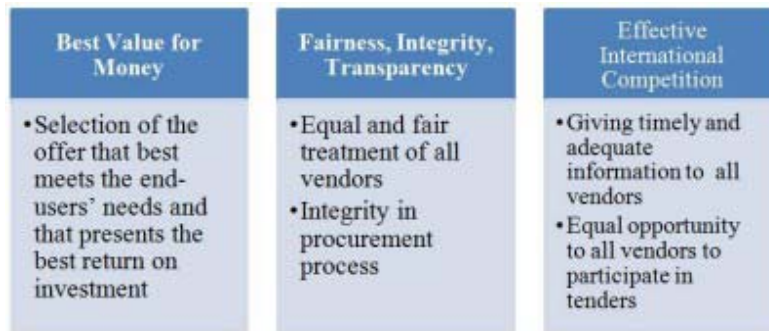 Best Value for
Money
•Selection of the
offer that best
meets the end-
users' needs and
that presents the
best return on
investment
Fairness, Integrity,
Transparency
•Equal and fair
treatment of all
vendors
•Integrity in
procurement
process
Effective
International
Competition
•Giving timely and
adequate
information to all
vendors
•Equal opportunity
to all vendors to
participate in
tenders